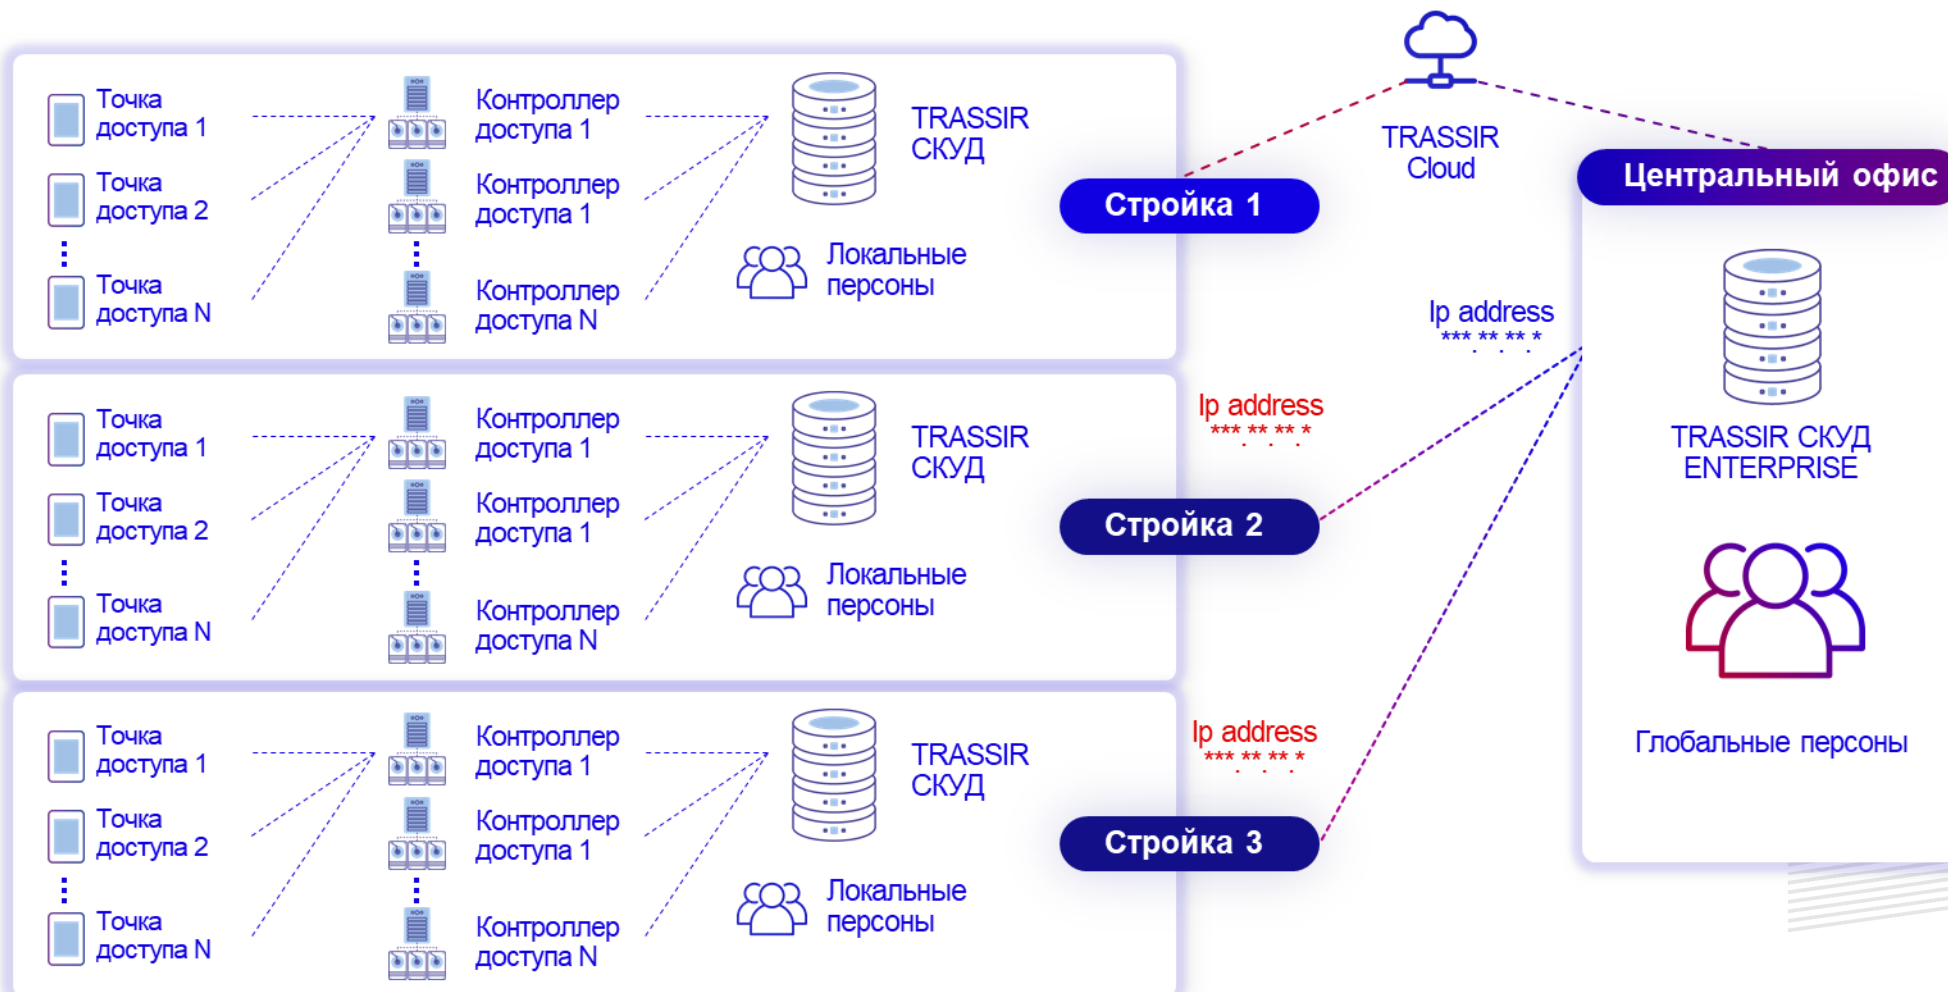 Точка
доступа 1
Точка
доступа 2
Точка
доступа N
Контроллер
доступа 1
Контроллер
доступа 1
Контроллер
доступа N
TRASSIR
СКУД
Локальные
персоны
Стройка 1
Точка
доступа 1
Точка
доступа 2
Точка
доступа N
Контроллер
доступа 1
Контроллер
доступа 1
Контроллер
доступа N
TRASSIR
СКУД
Локальные
персоны
Ip address
***.**.**.*
Стройка 2
Точка
доступа 1
Точка
доступа 2
Точка
доступа N
Контроллер
доступа 1
Контроллер
доступа 1
Контроллер
доступа N
TRASSIR
СКУД
Локальные
персоны
Ip address
***.**.**.*
Стройка 3
TRASSIR
Cloud
Ip address
***.**.**.*
Центральный офис
TRASSIR СКУД
ENTERPRISE
Глобальные персоны